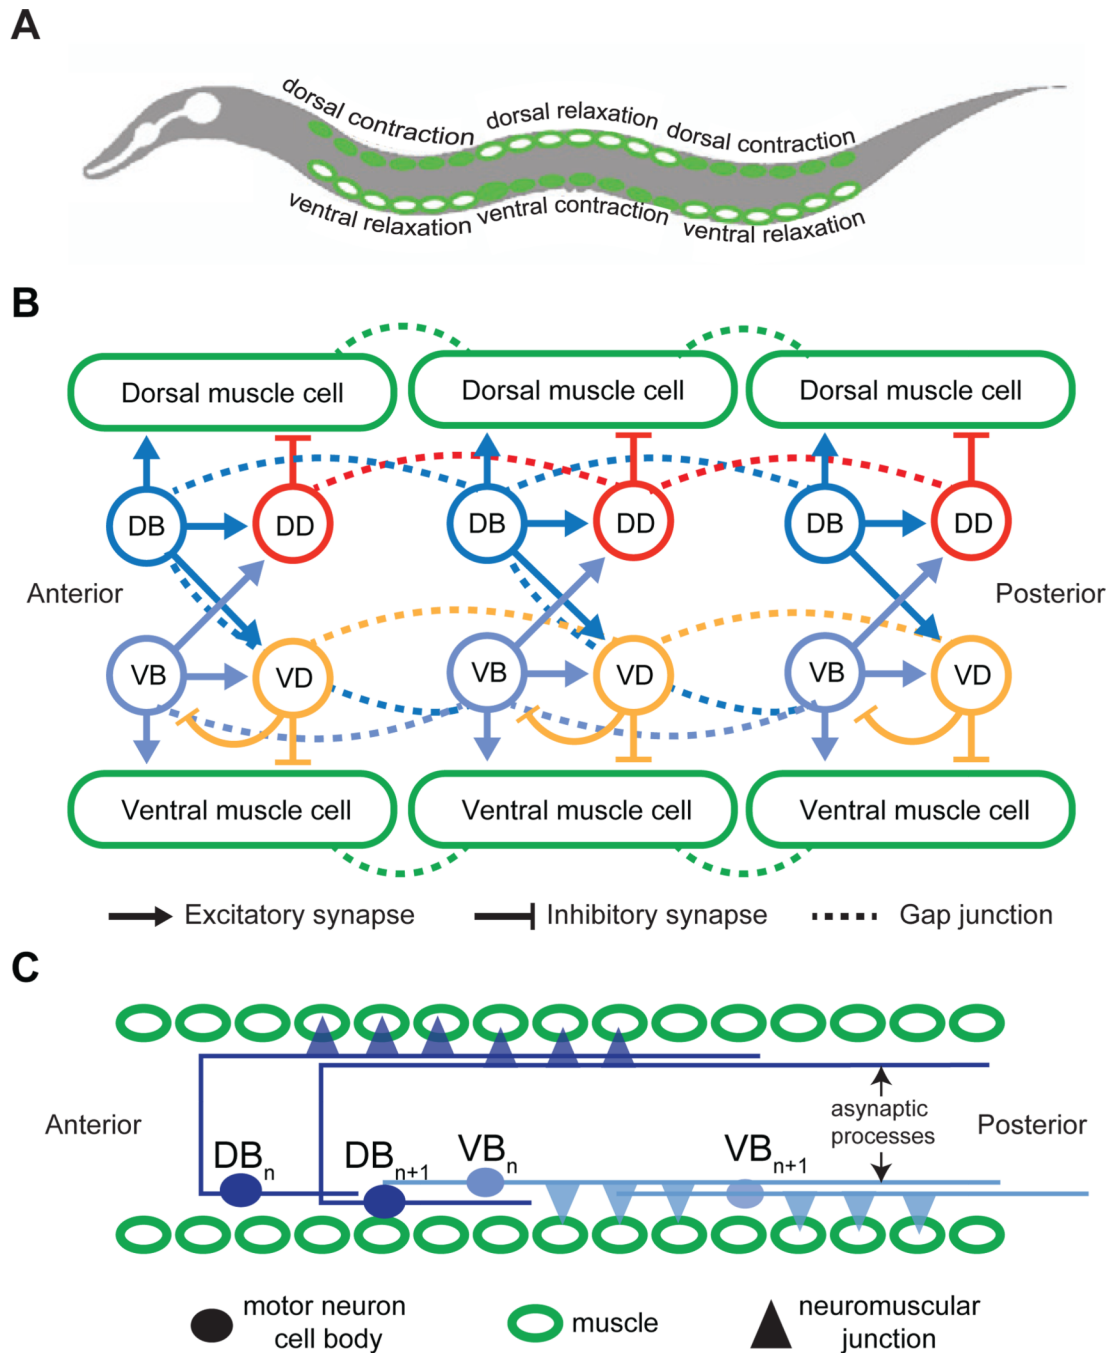 A
dorsal contraction
dorsal relaxation
dorsal contraction
ventral relaxation
ventral contraction
ventral relaxation
B
Dorsal muscle cell
Dorsal muscle cell
Dorsal muscle cell
DB
DD
DB
DD
DB
DD
Anterior
Posterior
VB
VD
VB
VD
VB
VD
Ventral muscle cell
Ventral muscle cell
Ventral muscle cell
Excitatory synapse
Inhibitory synapse
Gap junction
C
Anterior
asynaptic
processes
Posterior
DBn
DBn+1
VBn
VBn+1
motor neuron
cell body
muscle
neuromuscular
junction